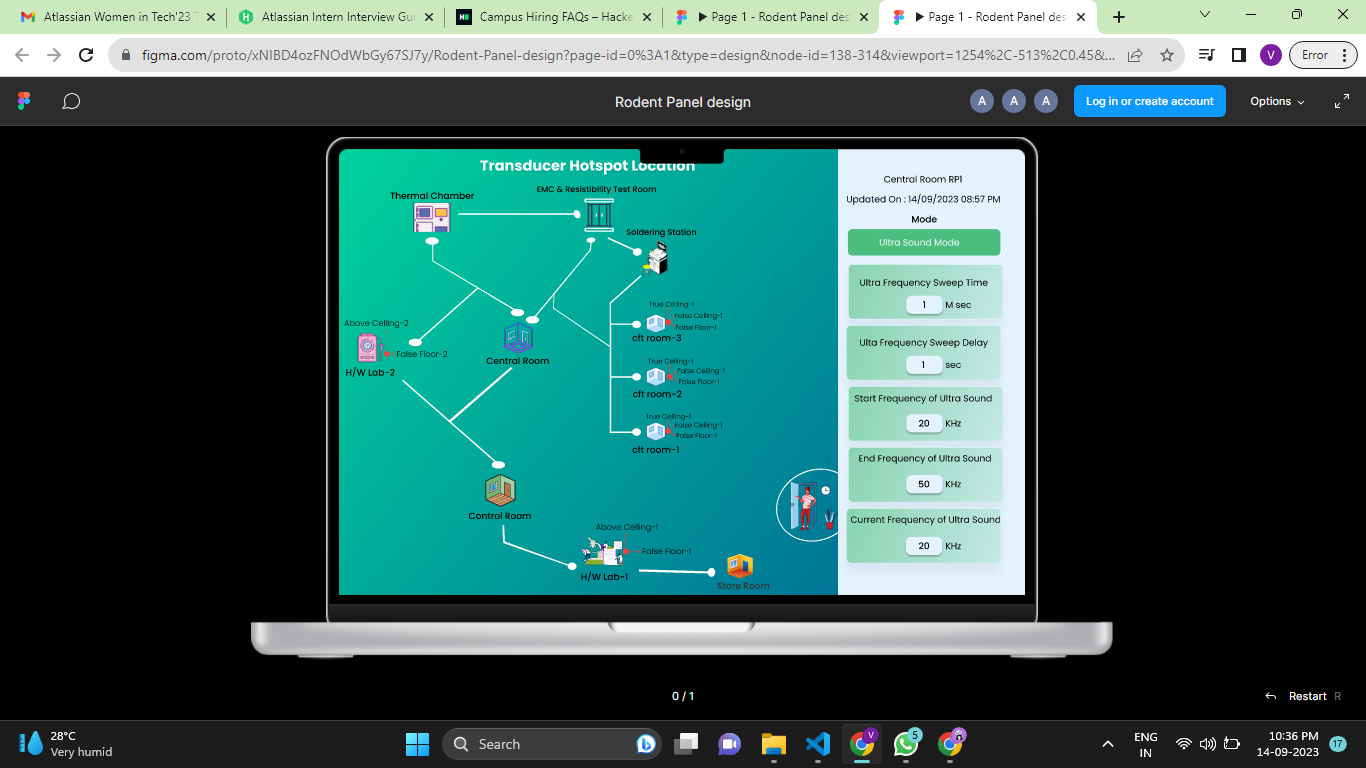 Atlassian Women in Tech'23 T
Atlassian Intern Interview Gui
Campus Hiring FAQs – Hacke
▶ Page 1 - Rodent Panel des
▶ Page 1 - Rodent Panel des
figma.com/proto/xNIBD4ozFNOdWbGy67SJ7y/Rodent-Panel-design?page-id=0%3A1&type=design&node-id=138-314&viewport=1254%2C-513%2C0.45&...
V
Error
Rodent Panel design
A
A
A
Log in or create account
Options
Transducer Hotspot Location
Thermal Chamber
EMC & Resistibility Test Room
Soldering Station
True Celling-1
False Celling-1
False Floor-1
cft room-3
Above Celling-2
False Floor-2
H/W Lab-2
Central Room
True Celling-1
False Celling-1
False Floor-1
cft room-2
True Celling-1
False Celling-1
False Floor-1
cft room-1
Control Room
Above Celling-1
False Floor-1
H/W Lab-1
Store Room
Central Room RP1
Updated On : 14/09/2023 08:57 PM
Mode
Ultra Sound Mode
Ultra Frequency Sweep Time
1 M sec
Ulta Frequency Sweep Delay
1 sec
Start Frequency of Ultra Sound
20 KHz
End Frequency of Ultra Sound
50 KHz
Current Frequency of Ultra Sound
20 KHz
0 / 1
Restart R
28°C
Very humid
Search
V
5
ENG
IN
10:36 PM
14-09-2023
17